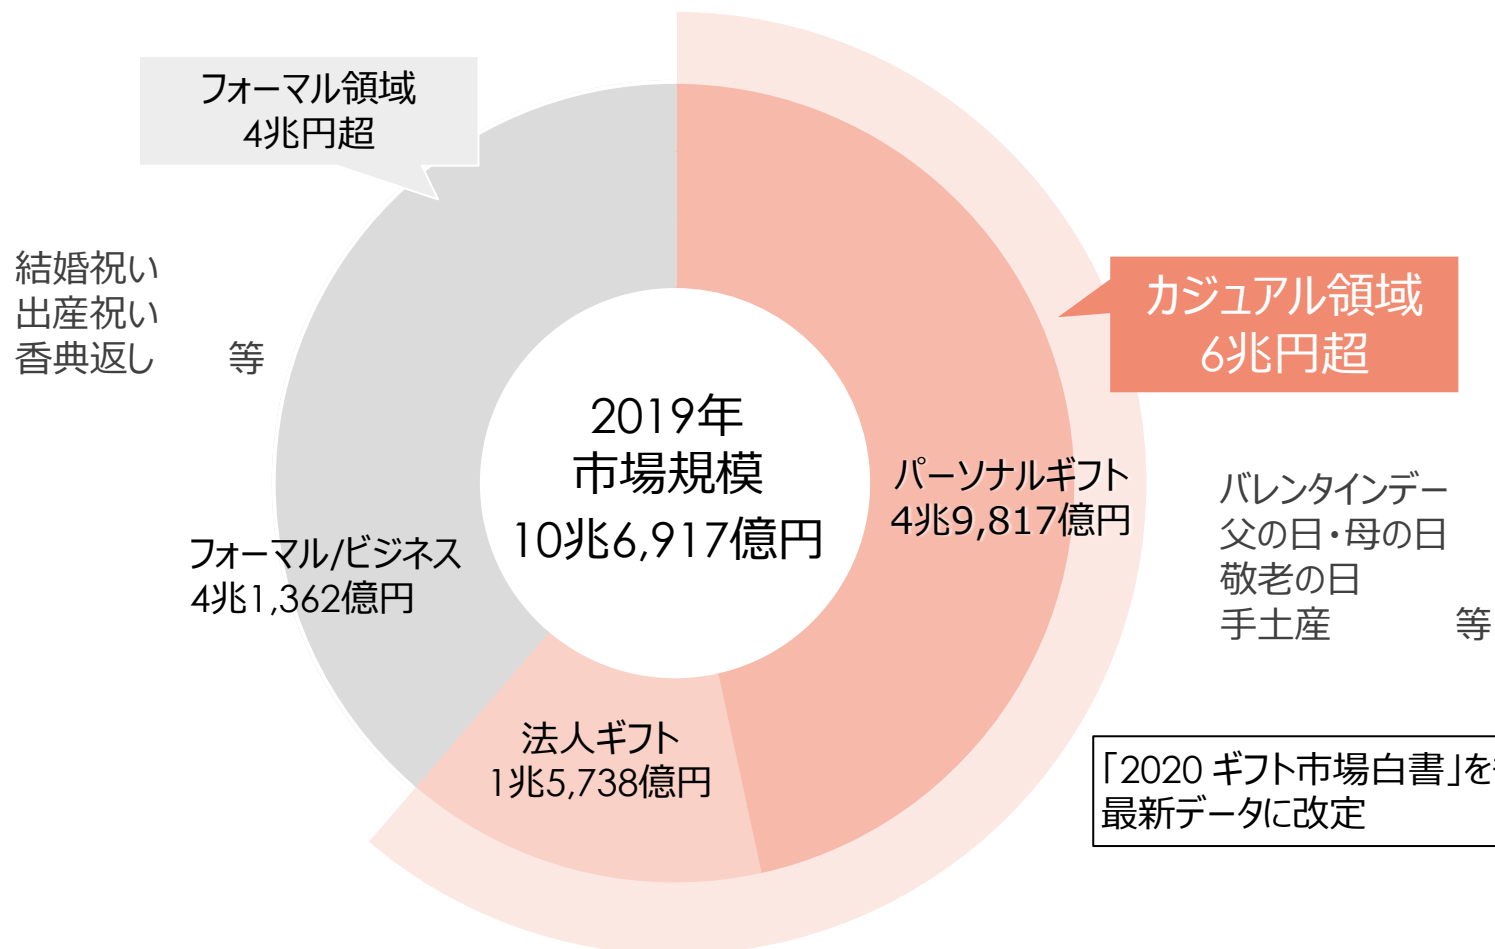 フォーマル領域
4兆円超
結婚祝い
出産祝い
香典返し 等
カジュアル領域
6兆円超
2019年
市場規模
10兆6,917億円
パーソナルギフト
4兆9,817億円
バレンタインデー
父の日・母の日
敬老の日
手土産 等
フォーマル/ビジネス
4兆1,362億円
法人ギフト
1兆5,738億円
「2020 ギフト市場白書」を
最新データに改定